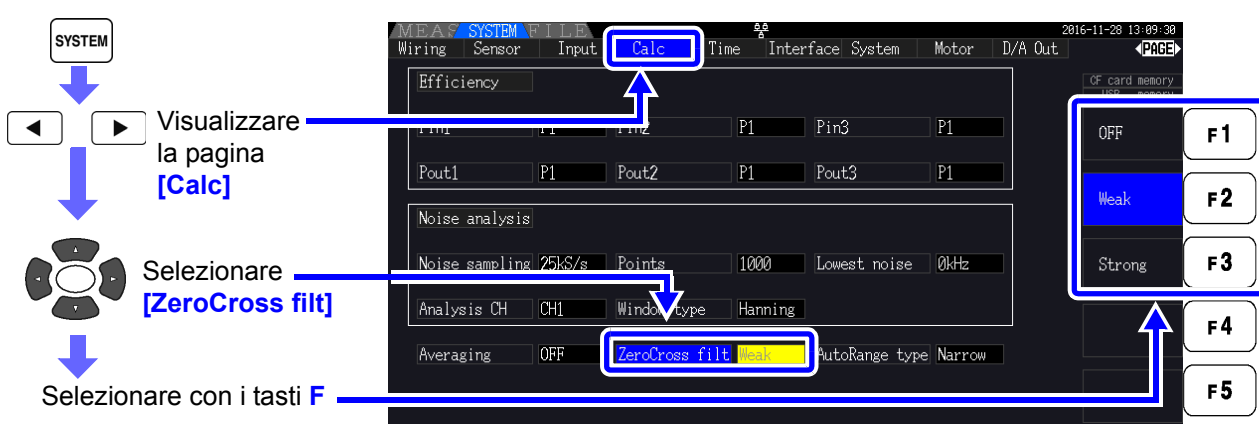 SYSTEM
Visualizzare
la pagina
[Calc]
Selezionare
[ZeroCross filt]
Selezionare con i tasti F
MEAS SYSTEM FILE 2016-11-28 13:09:30
Wiring Sensor Input Calc Time Interface System Motor D/A Out PAGE
CF card memory
USB memory
Efficiency
Pin1 P1 Pin2 P1 Pin3 P1
Pout1 P1 Pout2 P1 Pout3 P1
Noise analysis
Noise sampling 25kS/s Points 1000 Lowest noise 0kHz
Analysis CH CH1 Window type Hanning
Averaging OFF ZeroCross filt Weak AutoRange type Narrow
OFF F1
Weak F2
Strong F3
F4
F5